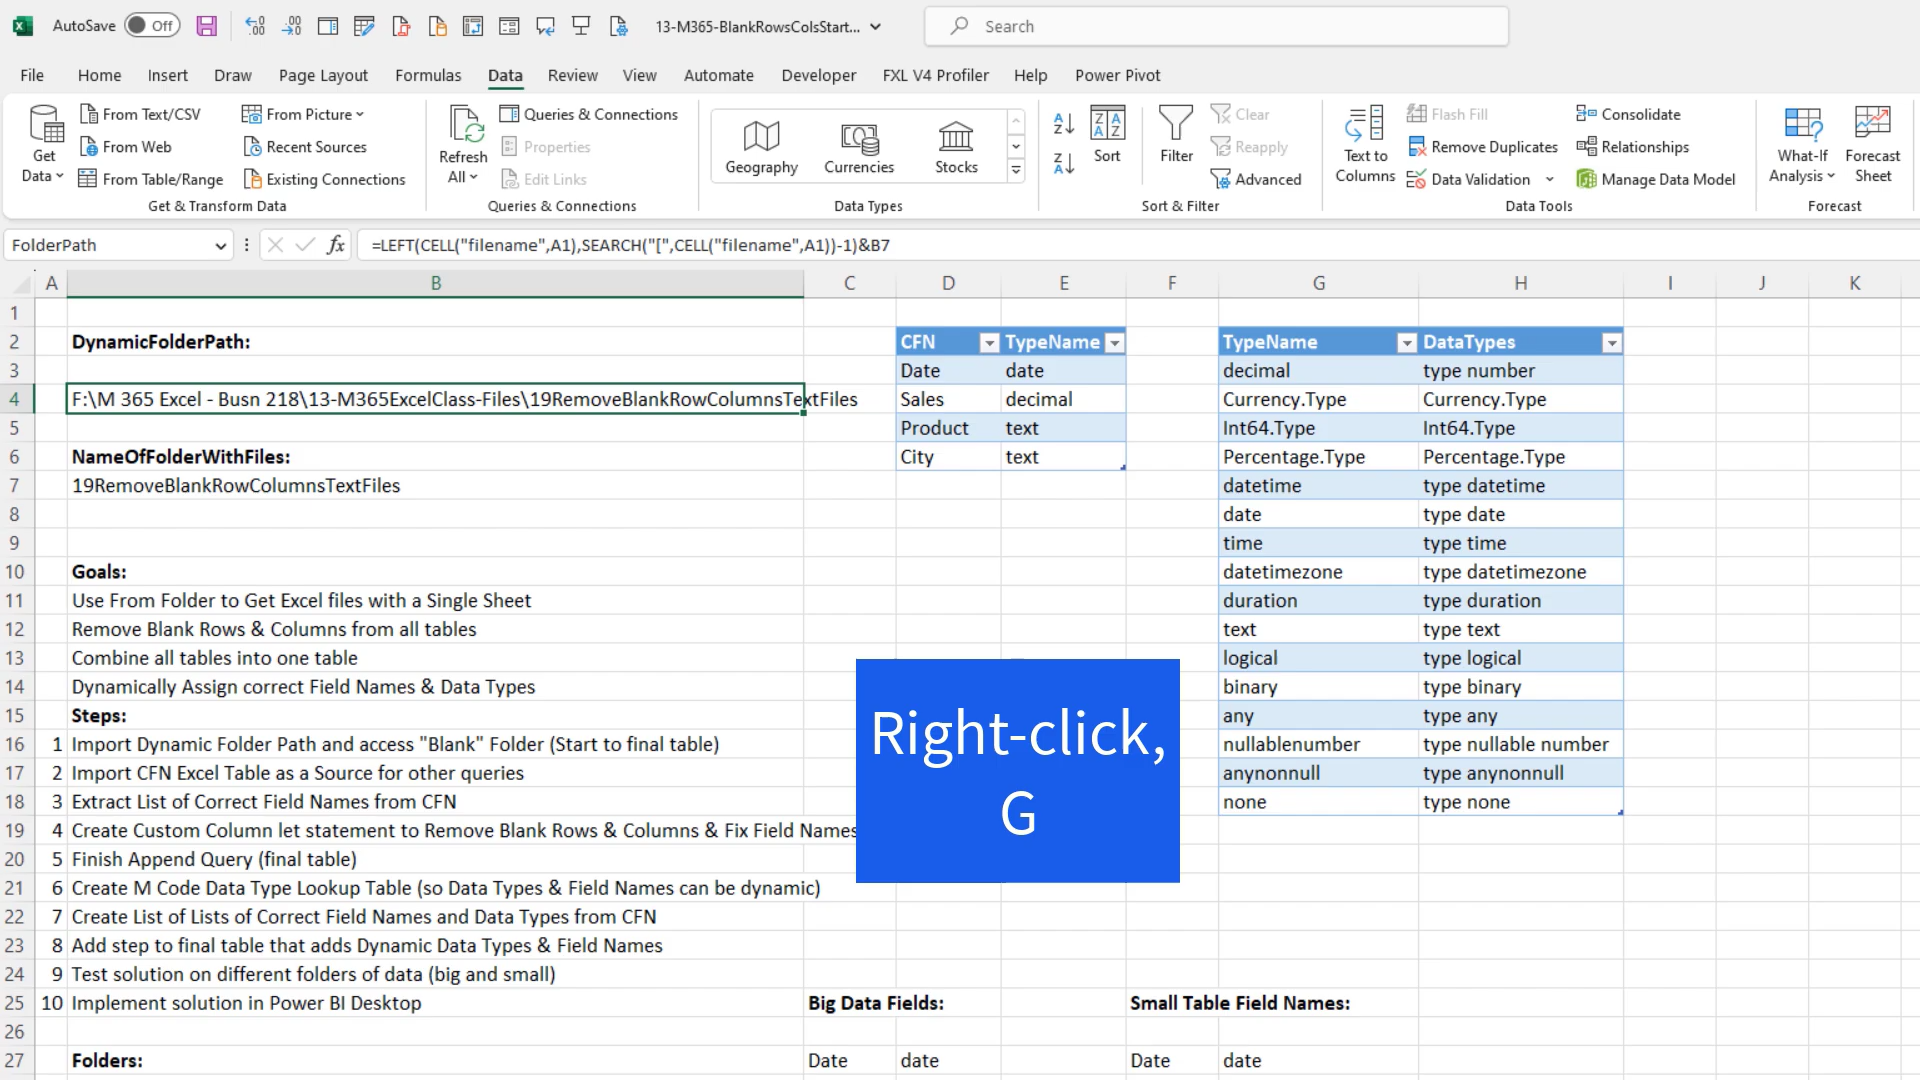 AutoSave Off 13-M365-BlankRowsColsStart... Search
File Home Insert Draw Page Layout Formulas Data Review View Automate Developer FXL V4 Profiler Help Power Pivot
Get Data
From Text/CSV
From Web
From Table/Range
From Picture
Recent Sources
Existing Connections
Get & Transform Data
Refresh All
Queries & Connections
Properties
Edit Links
Queries & Connections
Geography Currencies Stocks
Data Types
Sort
Filter
Clear
Reapply
Advanced
Sort & Filter
Text to Columns
Flash Fill
Remove Duplicates
Data Validation
Consolidate
Relationships
Manage Data Model
Data Tools
What-If Analysis
Forecast Sheet
Forecast
FolderPath fx =LEFT(CELL("filename",A1),SEARCH("[",CELL("filename",A1))-1)&B7
A B C D E F G H I J K
1
2 DynamicFolderPath: CFN TypeName TypeName DataTypes
3 Date date decimal type number
4 F:\M 365 Excel - Busn 218\13-M365ExcelClass-Files\19RemoveBlankRowColumnsTextFiles Sales decimal Currency.Type Currency.Type
5 Product text Int64.Type Int64.Type
6 NameOfFolderWithFiles: City text Percentage.Type Percentage.Type
7 19RemoveBlankRowColumnsTextFiles datetime type datetime
8 date type date
9 time type time
10 Goals: datetimezone type datetimezone
11 Use From Folder to Get Excel files with a Single Sheet duration type duration
12 Remove Blank Rows & Columns from all tables text type text
13 Combine all tables into one table logical type logical
14 Dynamically Assign correct Field Names & Data Types binary type binary
15 Steps: any type any
16 1 Import Dynamic Folder Path and access "Blank" Folder (Start to final table) nullablenumber type nullable number
17 2 Import CFN Excel Table as a Source for other queries anynonnull type anynonnull
18 3 Extract List of Correct Field Names from CFN none type none
19 4 Create Custom Column let statement to Remove Blank Rows & Columns & Fix Field Names
20 5 Finish Append Query (final table)
21 6 Create M Code Data Type Lookup Table (so Data Types & Field Names can be dynamic)
22 7 Create List of Lists of Correct Field Names and Data Types from CFN
23 8 Add step to final table that adds Dynamic Data Types & Field Names
24 9 Test solution on different folders of data (big and small)
25 10 Implement solution in Power BI Desktop Big Data Fields: Small Table Field Names:
26
27 Folders: Date date Date date
Right-click,
G